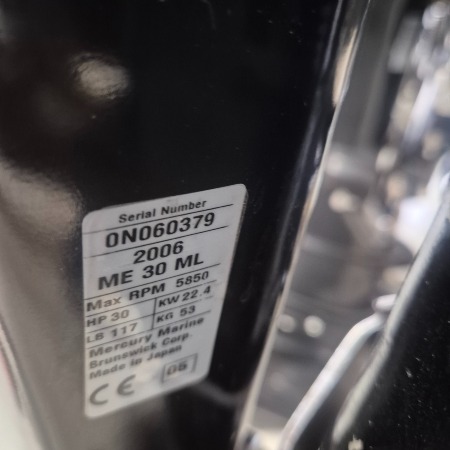 Serial Number
0N060379
2006
ME 30 ML
Max RPM 5850
HP 30 KW 22.4
LB 117 KG 53
Mercury Marine
Brunswick Corp.
Made in Japan
CE 05